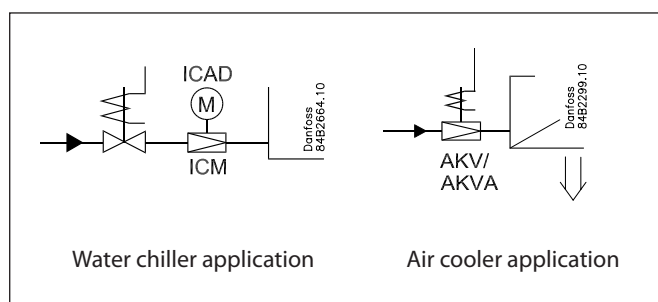 ICAD
M
ICM
Danfoss
84B2664.10
Water chiller application
AKV/
AKVA
Danfoss
84B2299.10
Air cooler application